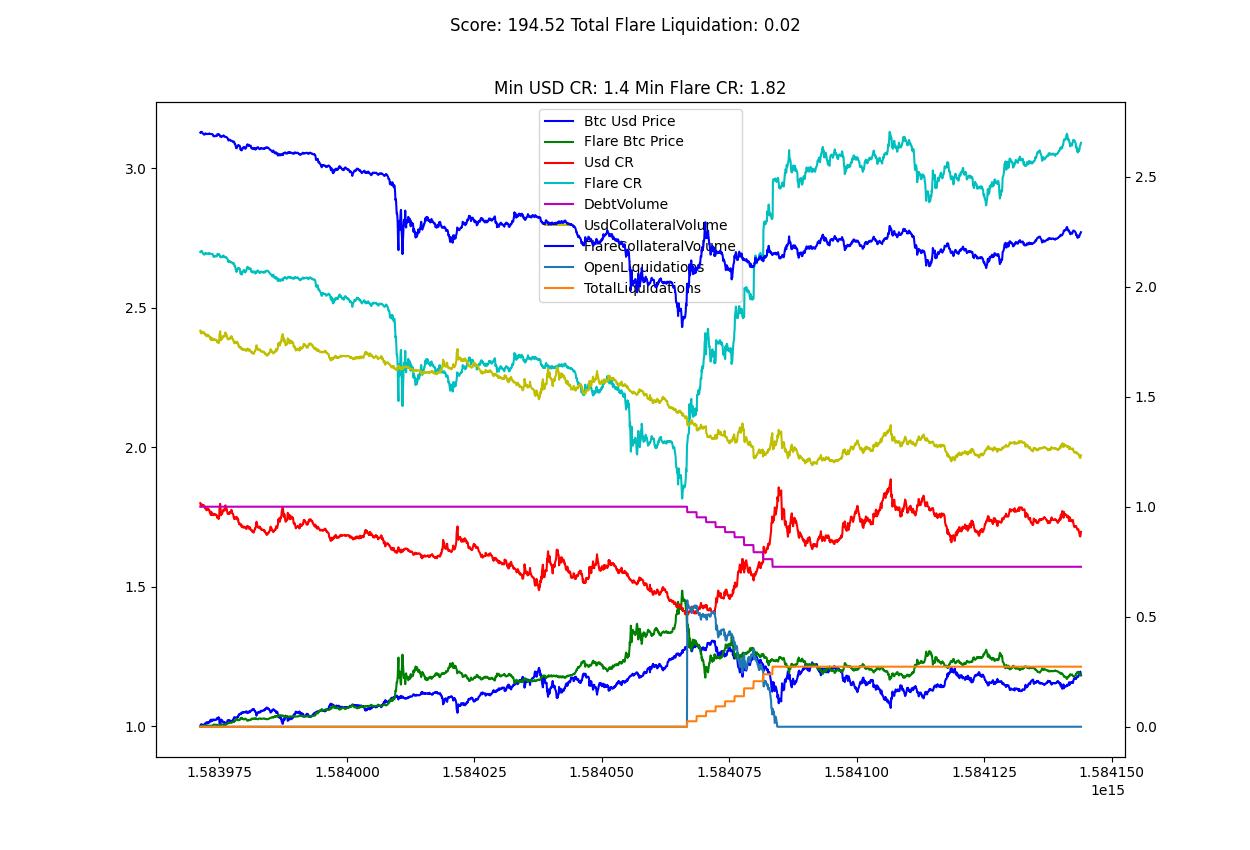 Score: 194.52 Total Flare Liquidation: 0.02
Min USD CR: 1.4 Min Flare CR: 1.82
Btc Usd Price
Flare Btc Price
Usd CR
Flare CR
DebtVolume
UsdCollateralVolume
FlareCollateralVolume
OpenLiquidations
TotalLiquidations
3.0
2.5
2.0
1.5
1.0
2.5
2.0
1.5
1.0
0.5
0.0
1.583975 1.584000 1.584025 1.584050 1.584075 1.584100 1.584125 1.584150
1e15